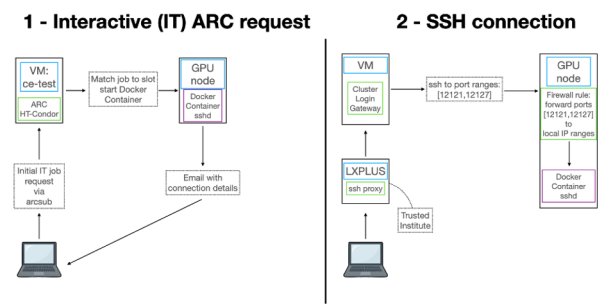 1 - Interactive (IT) ARC request
VM:
ce-test
ARC
HT-Condor
Match job to slot
start Docker
Container
GPU
node
Docker
Container
sshd
Initial IT job
request
via
arcsub
Email with
connection details
2 - SSH connection
VM
Cluster
Login
Gateway
ssh to port ranges:
[12121,12127]
GPU
node
Firewall rule:
forward ports
[12121,12127]
to
local IP ranges
LXPLUS
ssh proxy
Trusted
Institute
Docker
Container
sshd